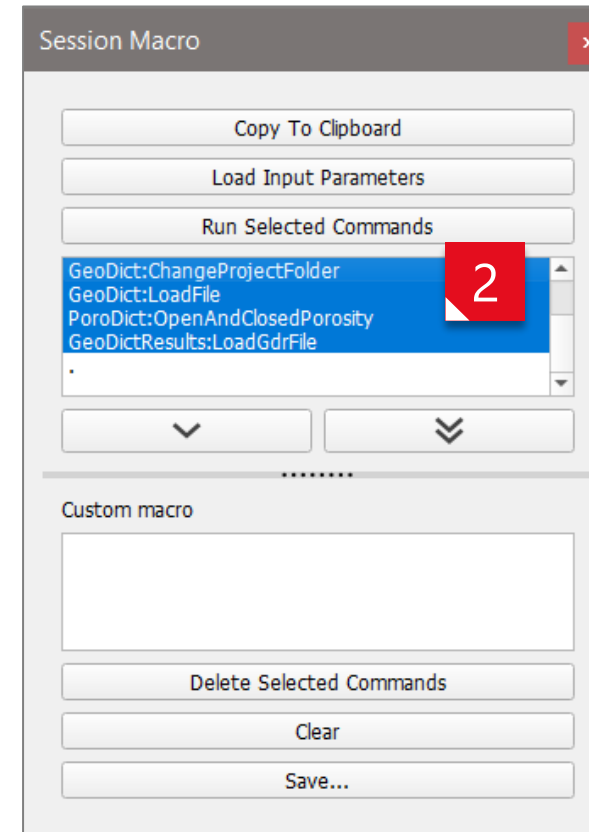 Session Macro
Copy To Clipboard
Load Input Parameters
Run Selected Commands
GeoDict:ChangeProjectFolder
GeoDict:LoadFile
PoroDict:OpenAndClosedPorosity
GeoDictResults:LoadGdrFile
.
2
Custom macro
Delete Selected Commands
Clear
Save...